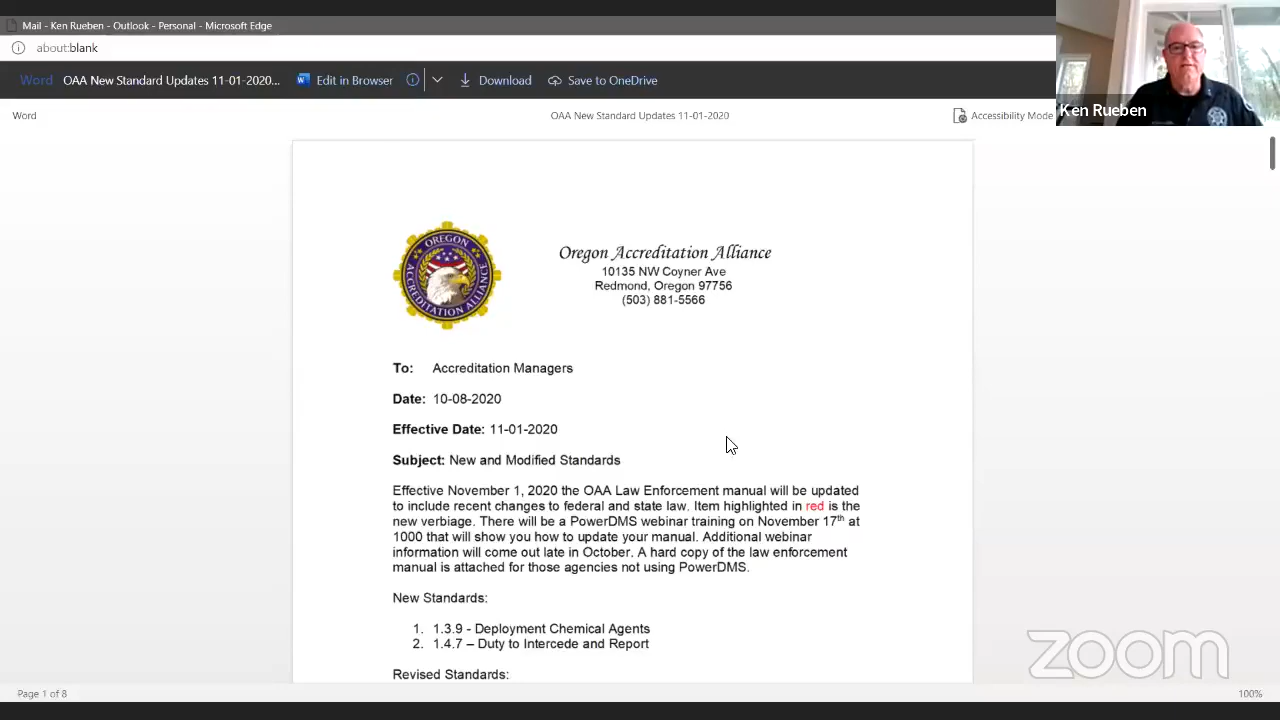 Mail - Ken Rueben - Outlook - Personal - Microsoft Edge
about:blank
Word OAA New Standard Updates 11-01-2020... Edit in Browser Download Save to OneDrive
Ken Rueben
Word OAA New Standard Updates 11-01-2020 Accessibility Mode
OREGON
ACCREDITATION ALLIANCE
Oregon Accreditation Alliance
10135 NW Coyner Ave
Redmond, Oregon 97756
(503) 881-5566
To: Accreditation Managers
Date: 10-08-2020
Effective Date: 11-01-2020
Subject: New and Modified Standards
Effective November 1, 2020 the OAA Law Enforcement manual will be updated
to include recent changes to federal and state law. Item highlighted in red is the
new verbiage. There will be a PowerDMS webinar training on November 17th at
1000 that will show you how to update your manual. Additional webinar
information will come out late in October. A hard copy of the law enforcement
manual is attached for those agencies not using PowerDMS.
New Standards:
1. 1.3.9 - Deployment Chemical Agents
2. 1.4.7 – Duty to Intercede and Report
Revised Standards:
zoom
Page 1 of 8 100%